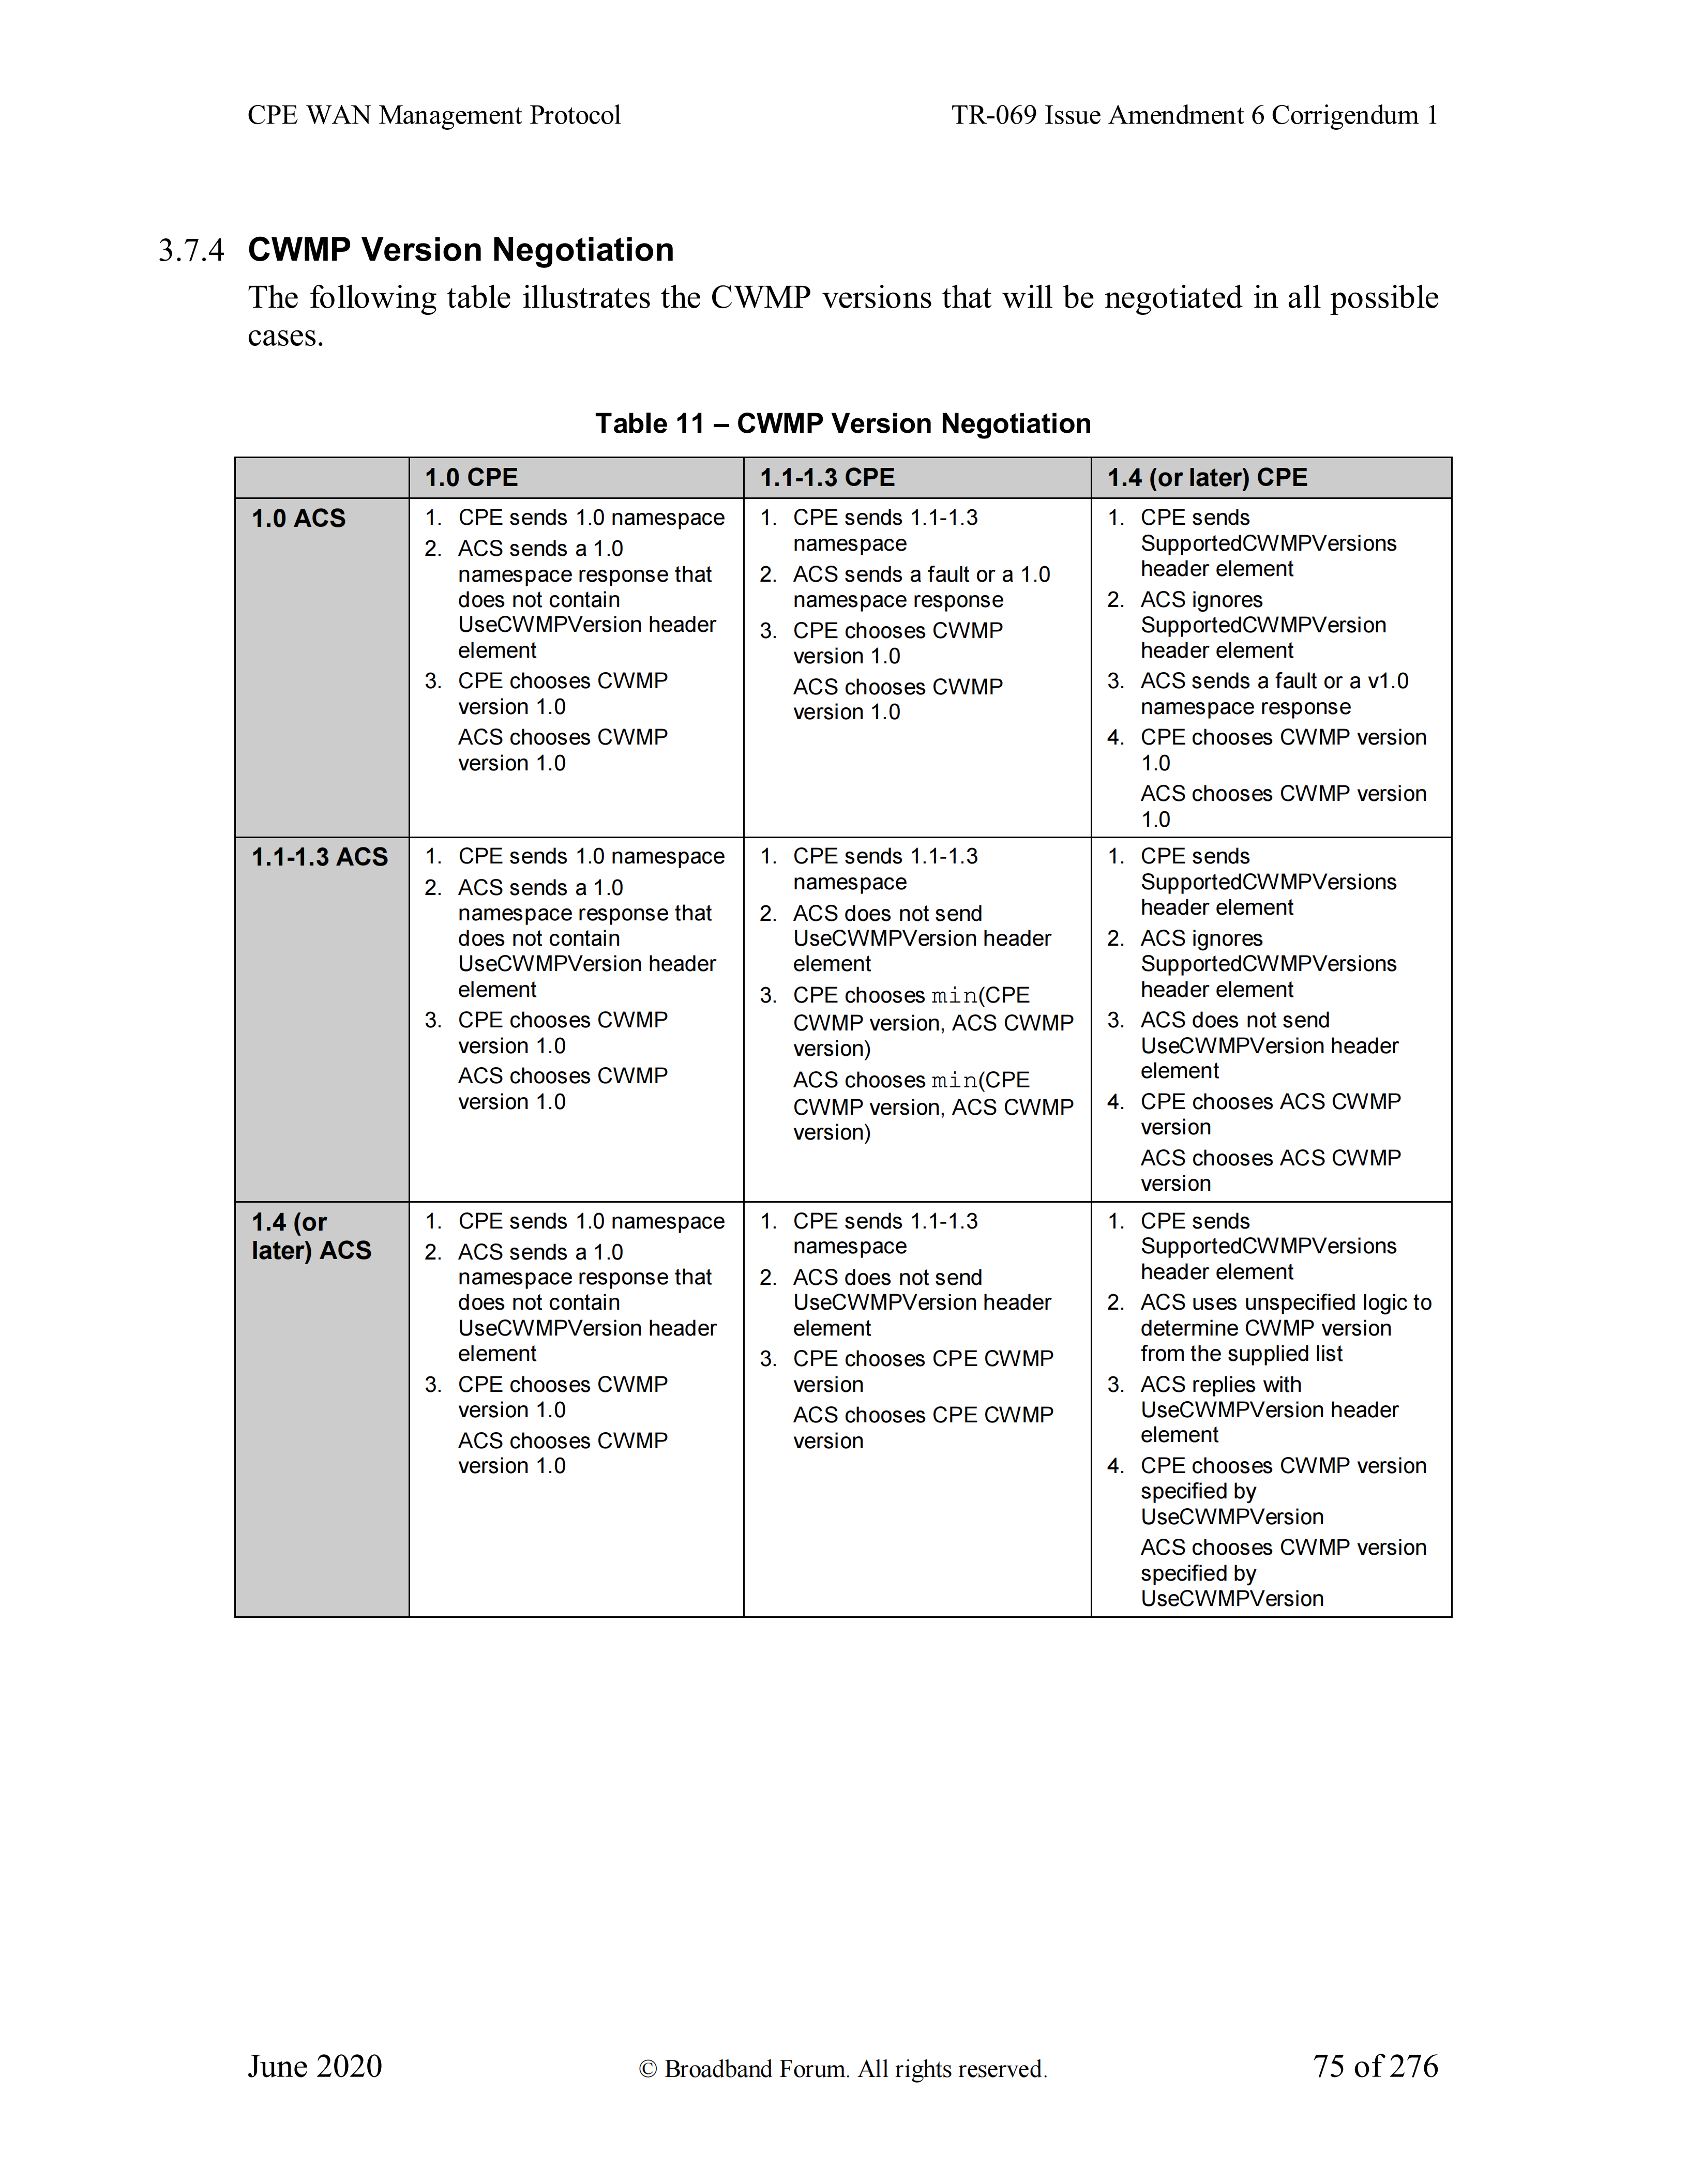 CPE WAN Management Protocol TR-069 Issue Amendment 6 Corrigendum 1
3.7.4 CWMP Version Negotiation
The following table illustrates the CWMP versions that will be negotiated in all possible
cases.
Table 11 – CWMP Version Negotiation
1.0 CPE 1.1-1.3 CPE 1.4 (or later) CPE
1.0 ACS
1. CPE sends 1.0 namespace
2. ACS sends a 1.0
namespace response that
does not contain
UseCWMPVersion header
element
3. CPE chooses CWMP
version 1.0
ACS chooses CWMP
version 1.0
1. CPE sends 1.1-1.3
namespace
2. ACS sends a fault or a 1.0
namespace response
3. CPE chooses CWMP
version 1.0
ACS chooses CWMP
version 1.0
1. CPE sends
SupportedCWMPVersions
header element
2. ACS ignores
SupportedCWMPVersion
header element
3. ACS sends a fault or a v1.0
namespace response
4. CPE chooses CWMP version
1.0
ACS chooses CWMP version
1.0
1.1-1.3 ACS
1. CPE sends 1.0 namespace
2. ACS sends a 1.0
namespace response that
does not contain
UseCWMPVersion header
element
3. CPE chooses CWMP
version 1.0
ACS chooses CWMP
version 1.0
1. CPE sends 1.1-1.3
namespace
2. ACS does not send
UseCWMPVersion header
element
3. CPE chooses min(CPE
CWMP version, ACS CWMP
version)
ACS chooses min(CPE
CWMP version, ACS CWMP
version)
1. CPE sends
SupportedCWMPVersions
header element
2. ACS ignores
SupportedCWMPVersions
header element
3. ACS does not send
UseCWMPVersion header
element
4. CPE chooses ACS CWMP
version
ACS chooses ACS CWMP
version
1.4 (or
later) ACS
1. CPE sends 1.0 namespace
2. ACS sends a 1.0
namespace response that
does not contain
UseCWMPVersion header
element
3. CPE chooses CWMP
version 1.0
ACS chooses CWMP
version 1.0
1. CPE sends 1.1-1.3
namespace
2. ACS does not send
UseCWMPVersion header
element
3. CPE chooses CPE CWMP
version
ACS chooses CPE CWMP
version
1. CPE sends
SupportedCWMPVersions
header element
2. ACS uses unspecified logic to
determine CWMP version
from the supplied list
3. ACS replies with
UseCWMPVersion header
element
4. CPE chooses CWMP version
specified by
UseCWMPVersion
ACS chooses CWMP version
specified by
UseCWMPVersion
June 2020 © Broadband Forum. All rights reserved. 75 of 276